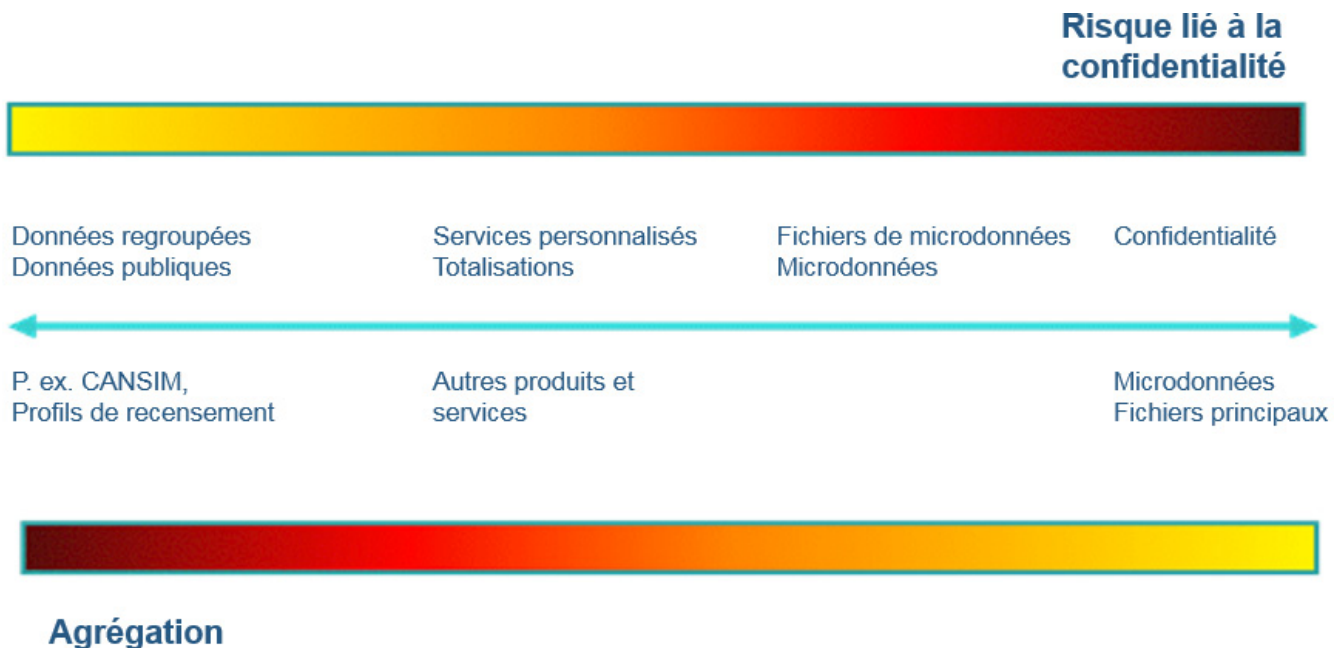 Risque lié à la
confidentialité
Données regroupées
Données publiques
Services personnalisés
Totalisations
Fichiers de microdonnées
Microdonnées
Confidentialité
P. ex. CANSIM,
Profils de recensement
Autres produits et
services
Microdonnées
Fichiers principaux
Agrégation